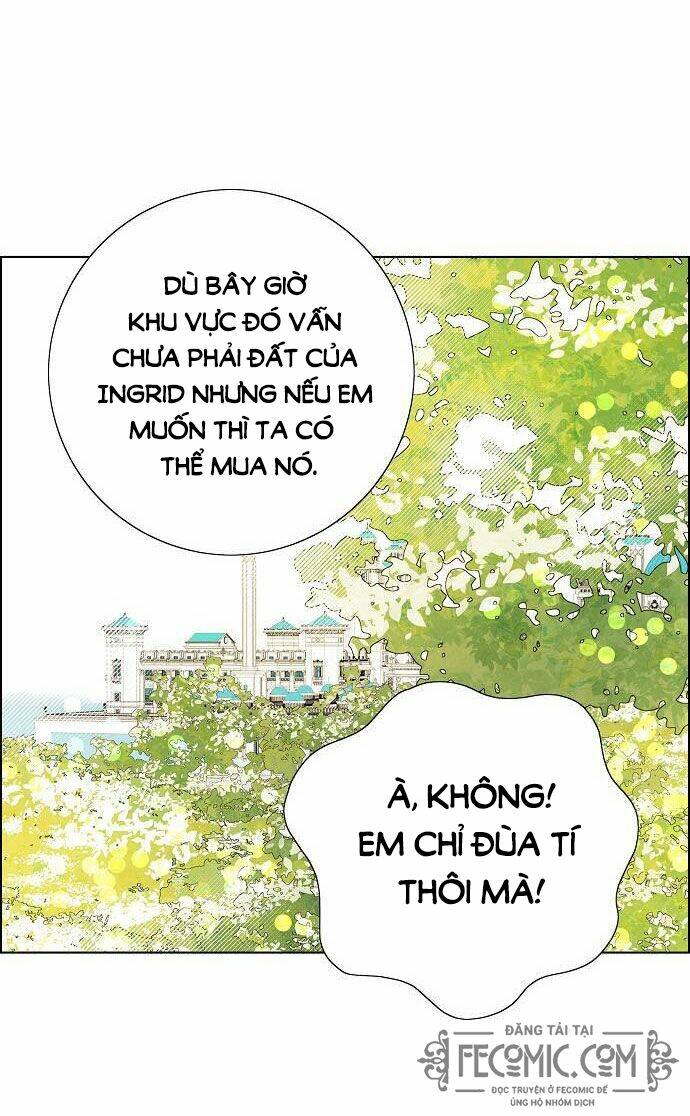 DÙ BÂY GIỜ
KHU VỰC ĐÓ VẪN
CHƯA PHẢI ĐẤT CỦA
INGRID NHƯNG NẾU EM
MUỐN THÌ TA CÓ
THỂ MUA NÓ.
À, KHÔNG!
EM CHỈ ĐÙA TÍ
THÔI MÀ!
ĐĂNG TẢI TẠI
FECOMIC.COM
ĐỌC TRUYỆN Ở FECOMIC ĐỂ
ỦNG HỘ NHÓM DỊCH